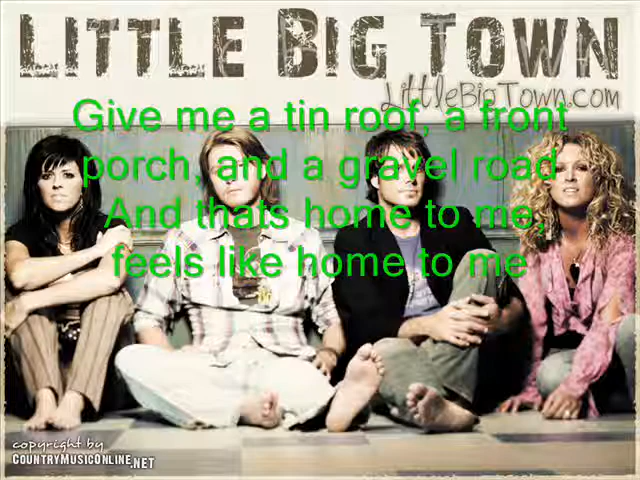 LITTLE BIG TOWN
LittleBigTown.com
Give me a tin roof, a front
porch, and a gravel road
And thats home to me,
feels like home to me
copyright by
COUNTRYMUSICONLINE.NET